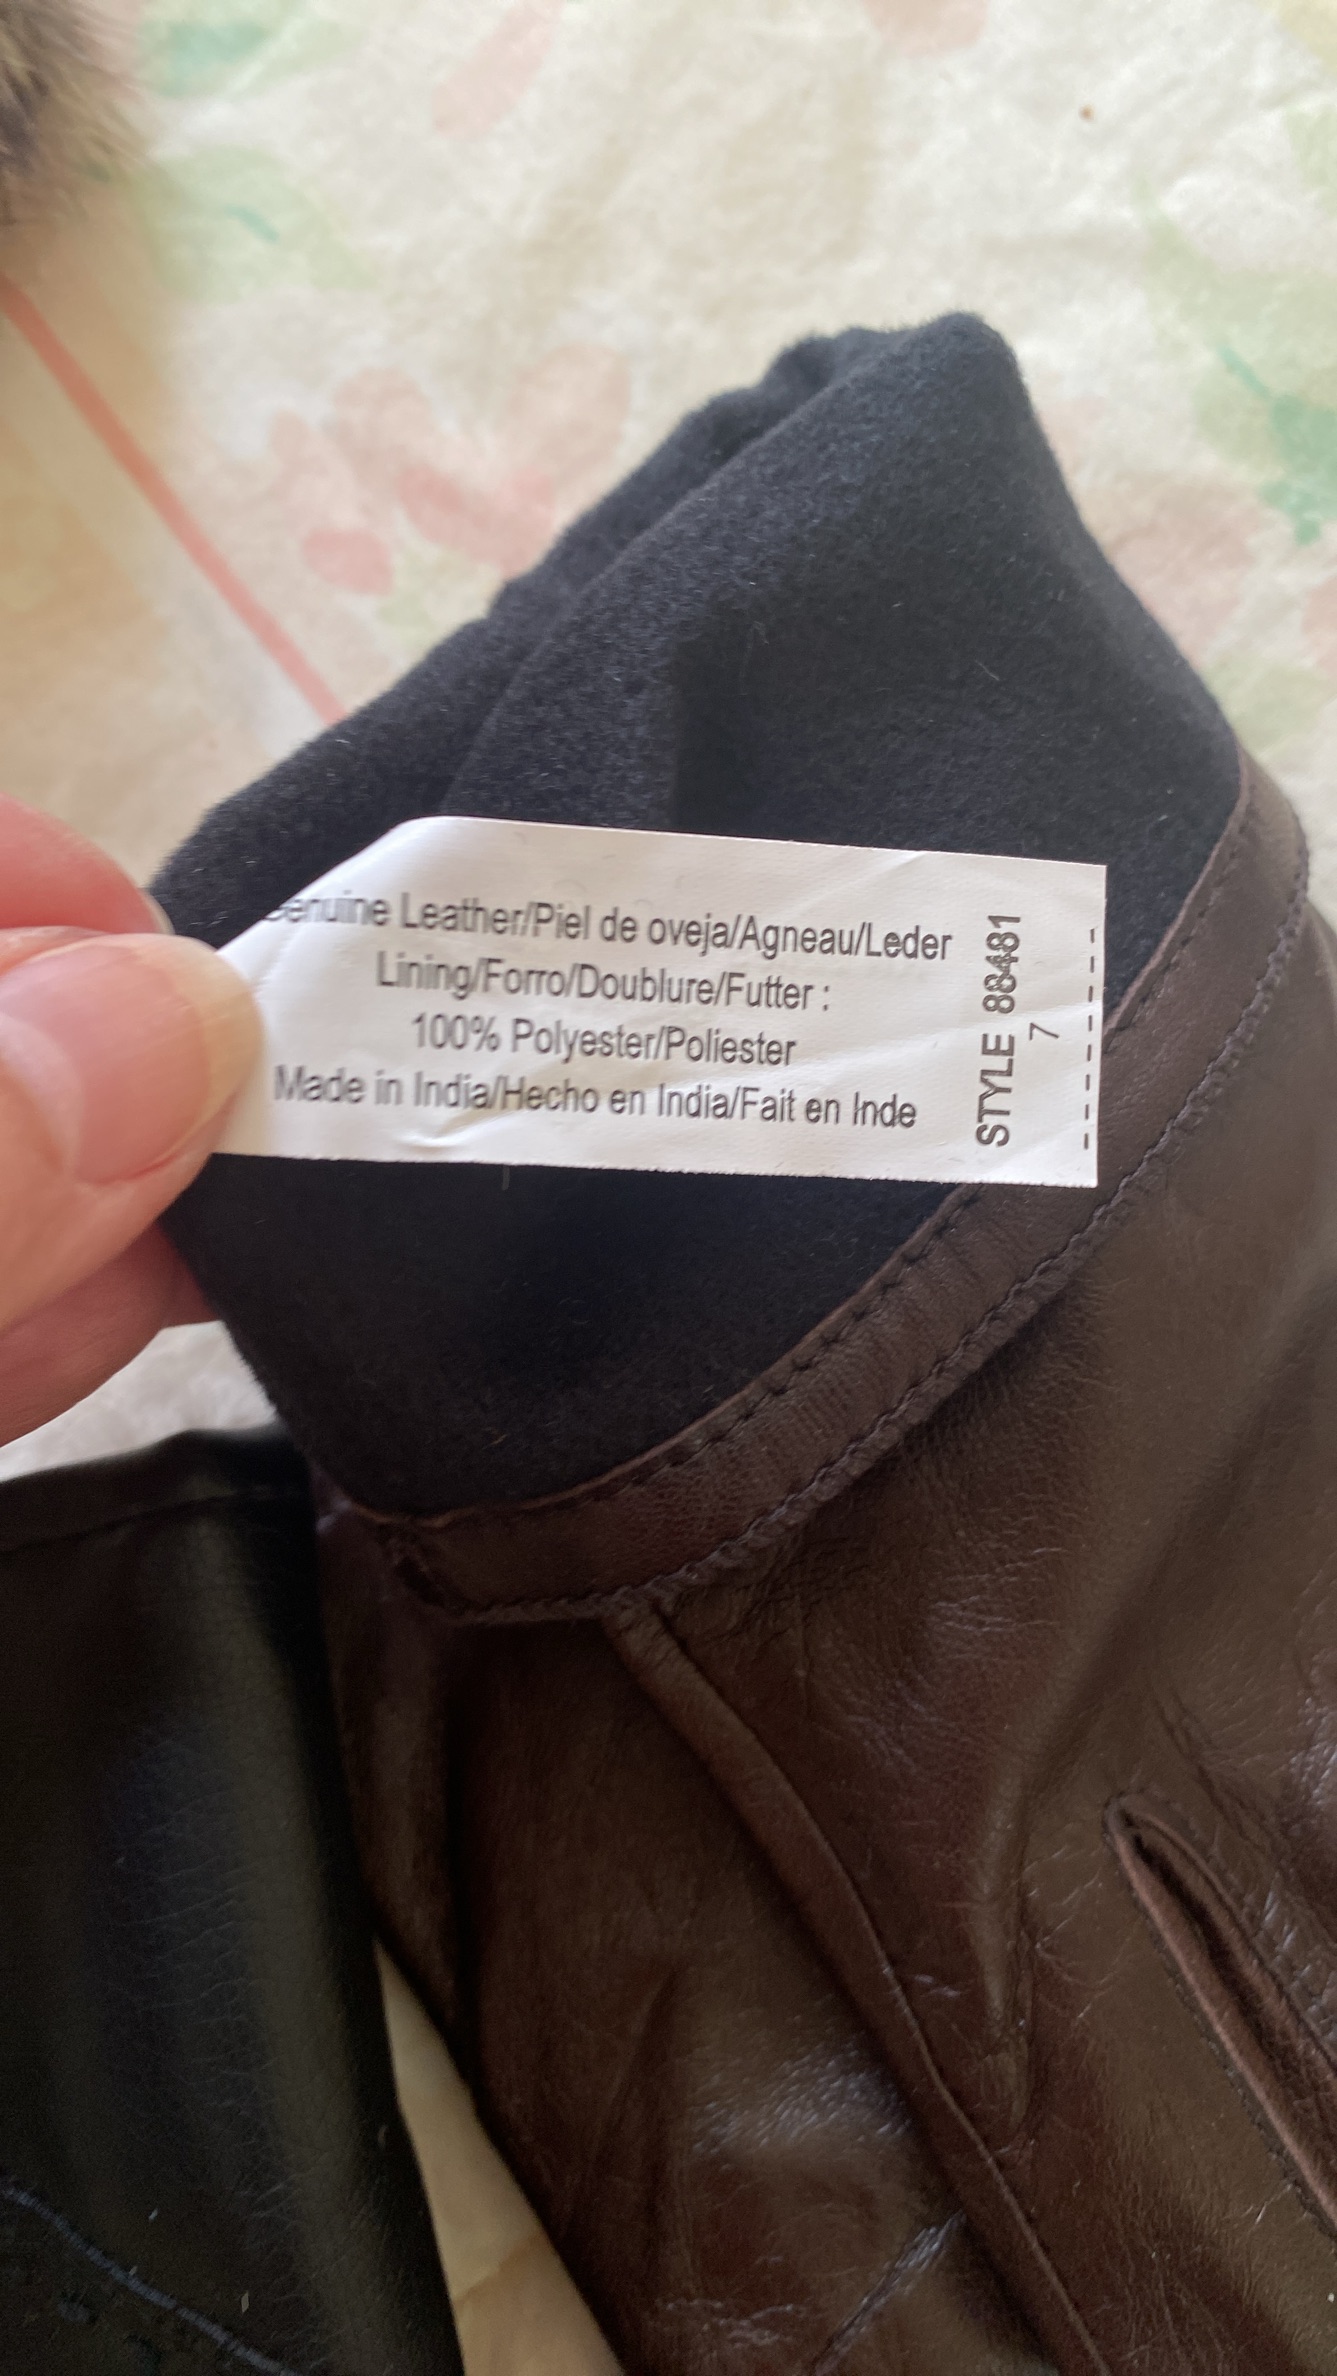 Genuine Leather/Piel de oveja/Agneau/Leder
Lining/Forro/Doublure/Futter :
100% Polyester/Poliester
Made in India/Hecho en India/Fait en Inde
STYLE 88481
7